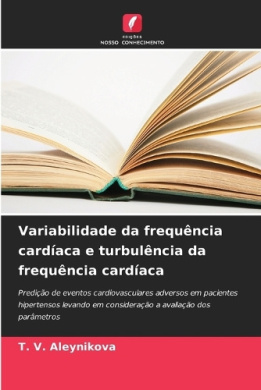 edições
NOSSO CONHECIMENTO
Variabilidade da frequência
cardíaca e turbulência da
frequência cardíaca
Predição de eventos cardiovasculares adversos em pacientes
hipertensos levando em consideração a avaliação dos
parâmetros
T. V. Aleynikova